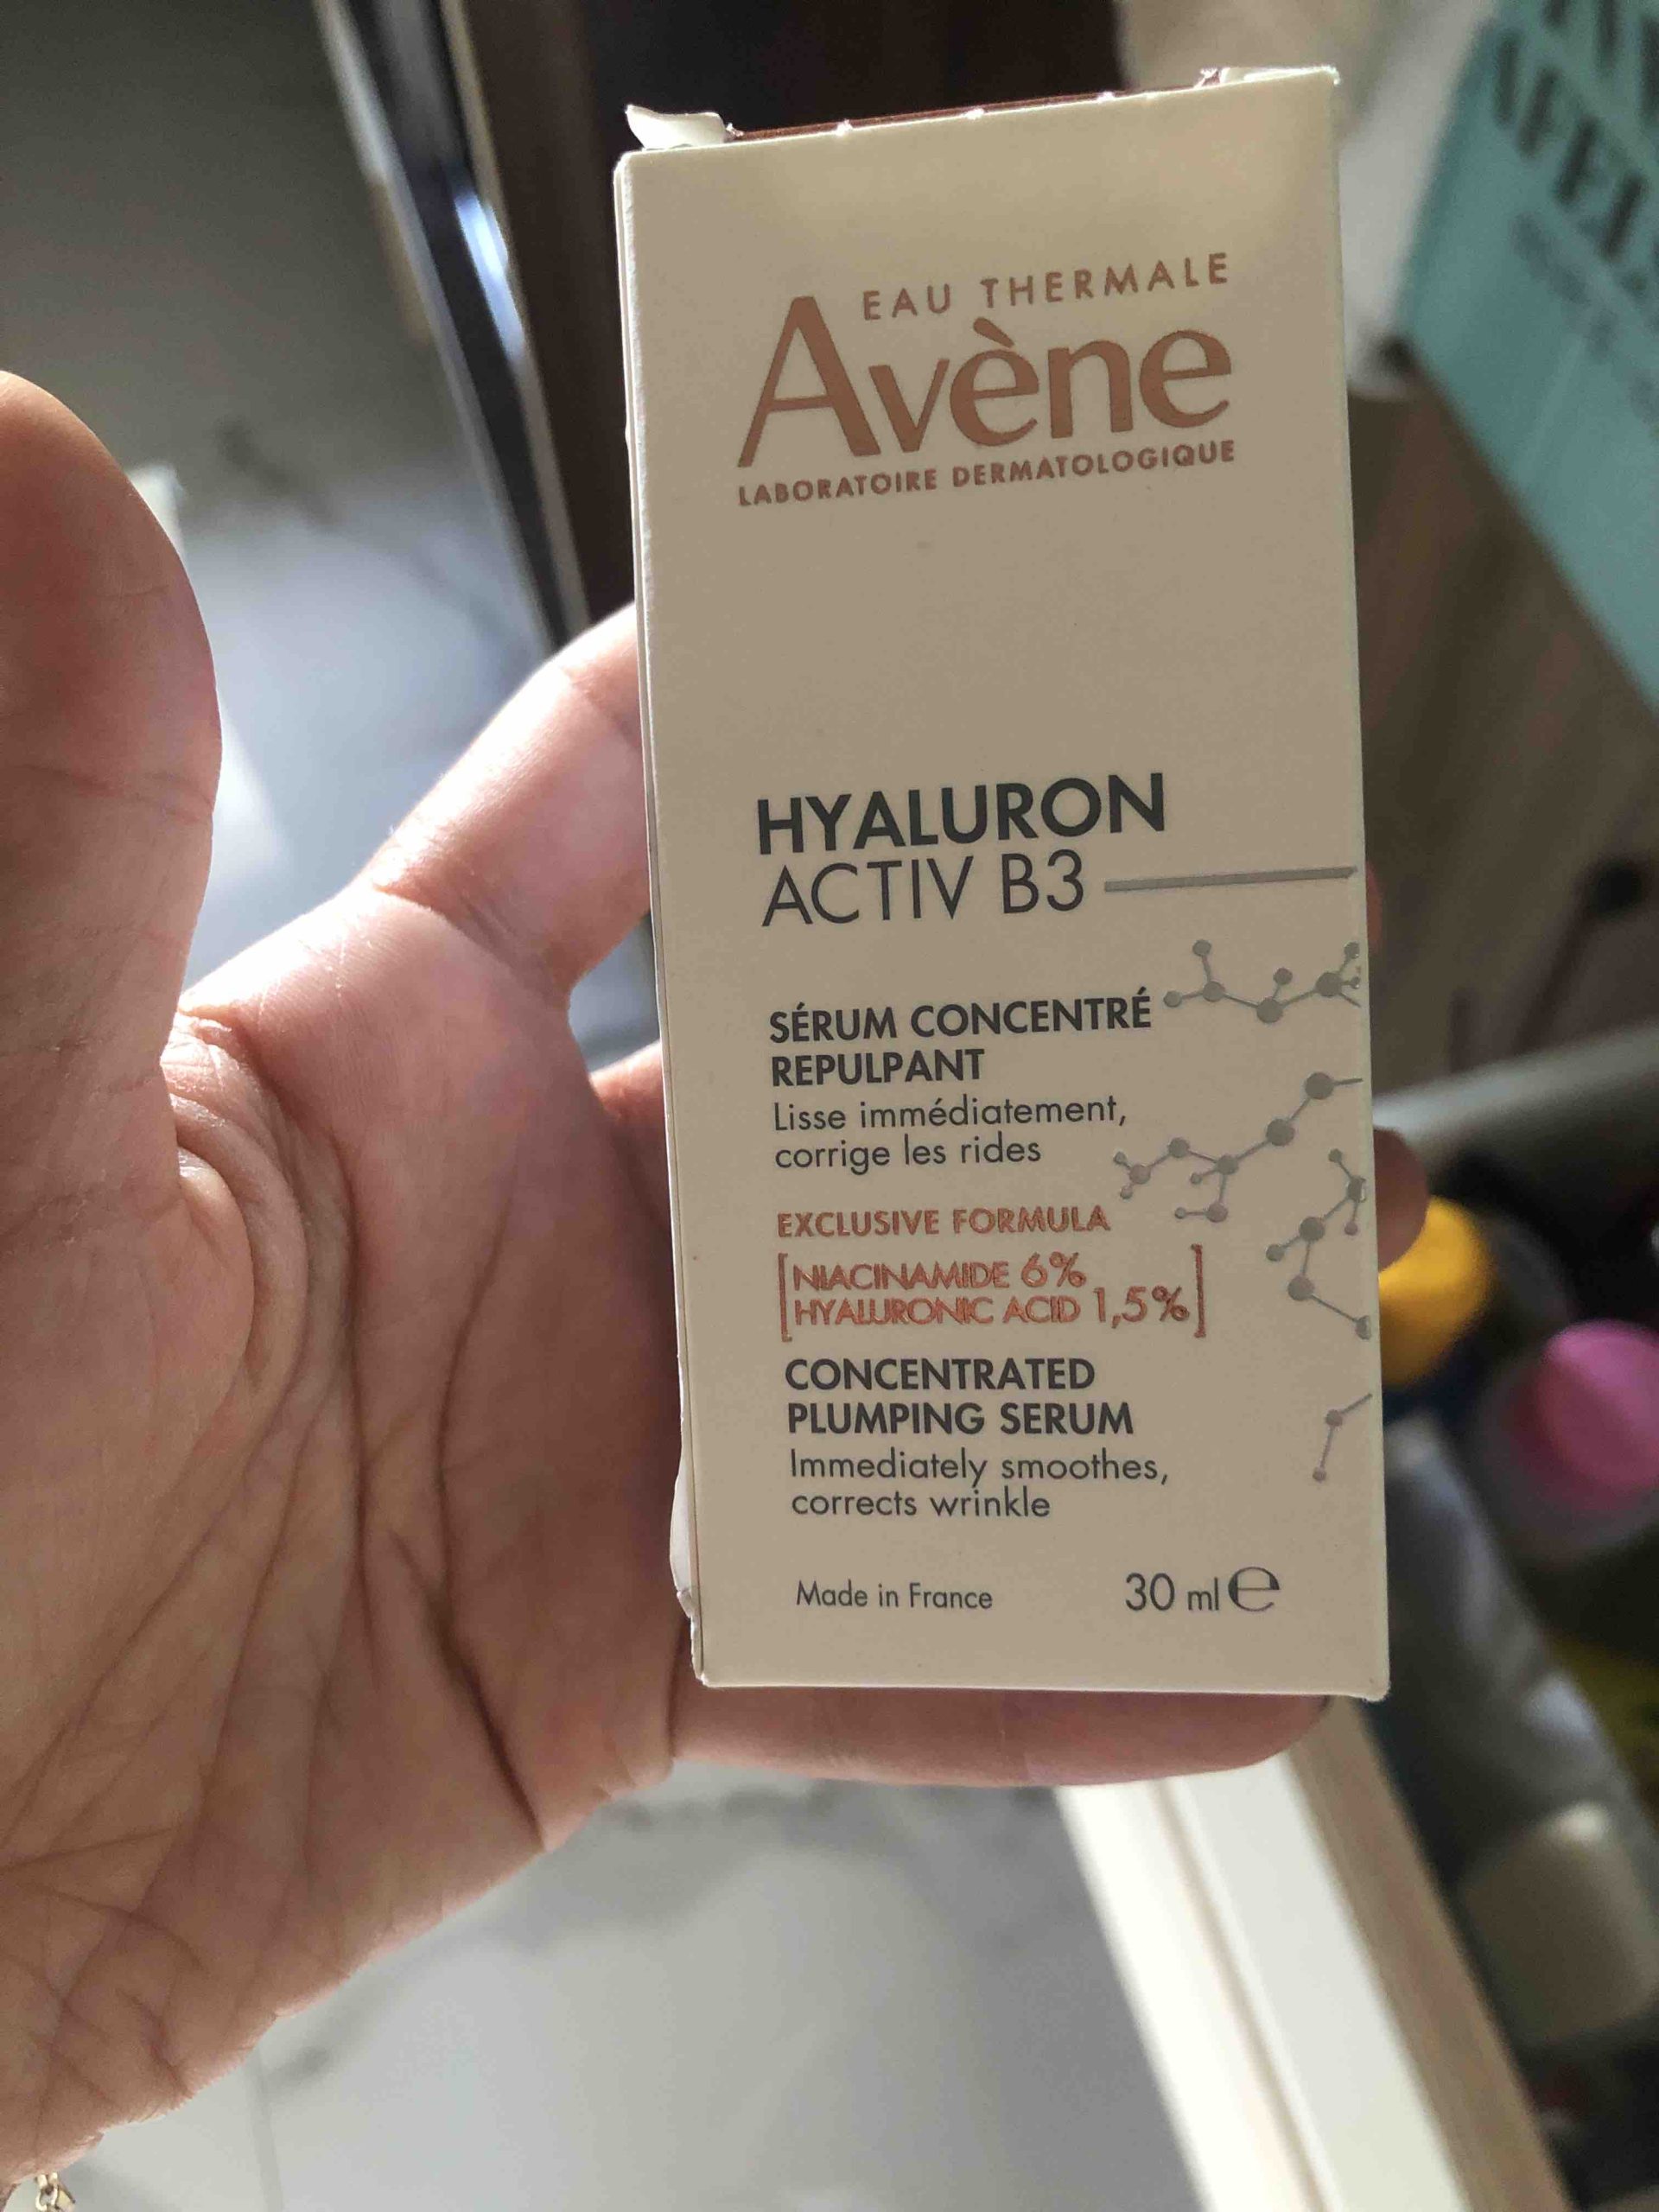 EAU THERMALE
Avène
LABORATOIRE DERMATOLOGIQUE
HYALURON
ACTIV B3
SÉRUM CONCENTRÉ
REPULPANT
Lisse immédiatement,
corrige les rides
EXCLUSIVE FORMULA
[NIACINAMIDE 6%
HYALURONIC ACID 1,5%]
CONCENTRATED
PLUMPING SERUM
Immediately smoothes,
corrects wrinkle
Made in France 30 ml ℮